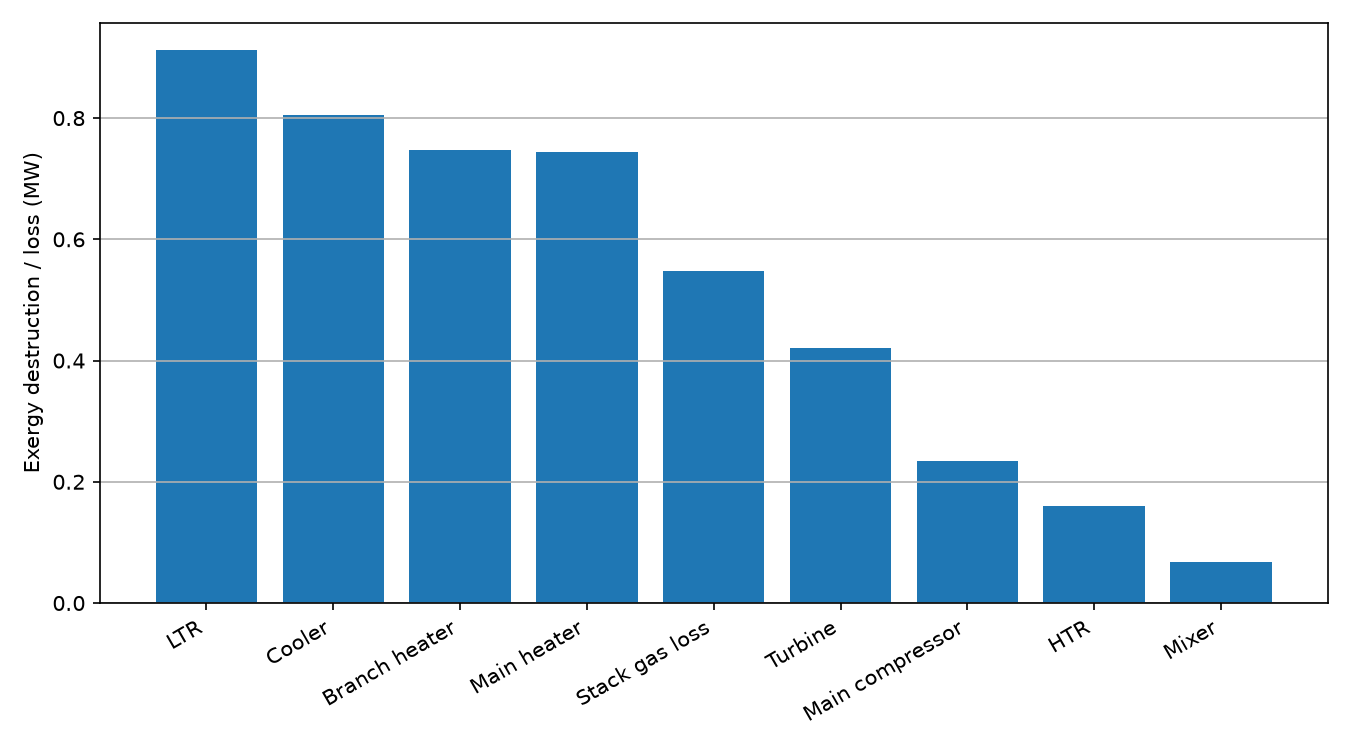 Exergy destruction / loss (MW)
0.8
0.6
0.4
0.2
0.0
LTR
Cooler
Branch heater
Main heater
Stack gas loss
Turbine
Main compressor
HTR
Mixer